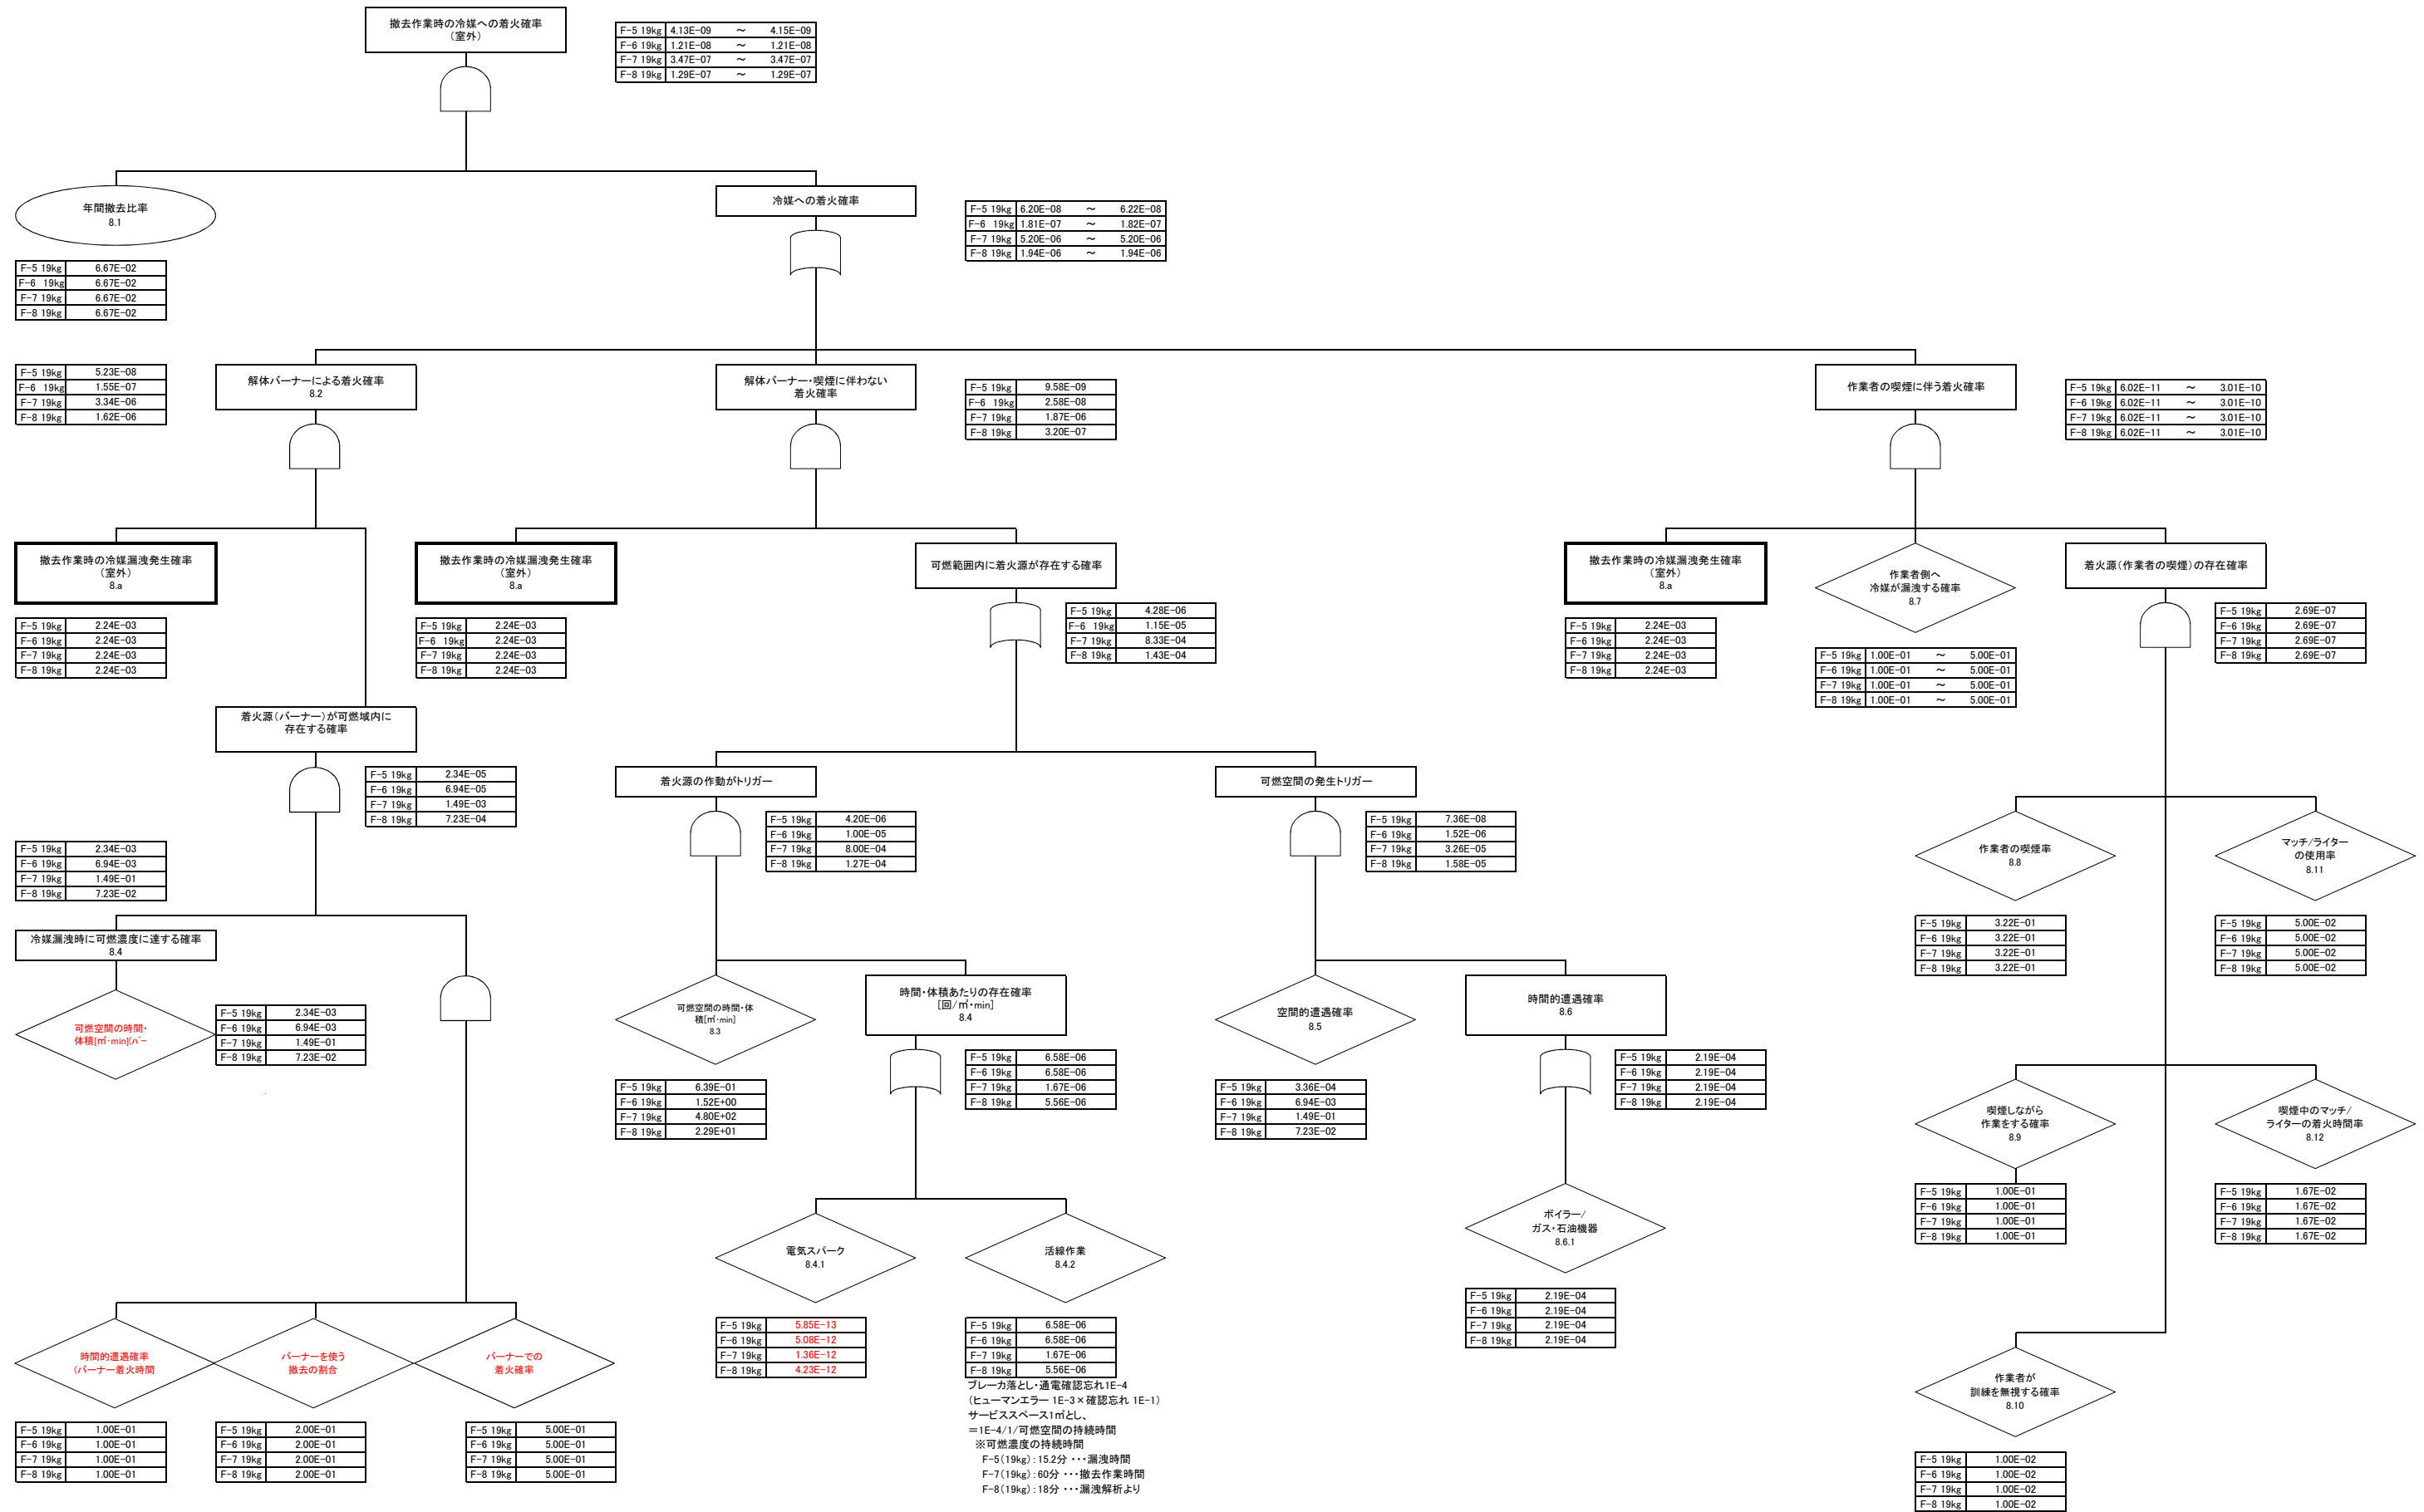 撤去作業時の冷媒への着火確率
(室外)
F-5 19kg 4.13E-09 ～ 4.15E-09
F-6 19kg 1.21E-08 ～ 1.21E-08
F-7 19kg 3.47E-07 ～ 3.47E-07
F-8 19kg 1.29E-07 ～ 1.29E-07
年間撤去比率
8.1
F-5 19kg 6.67E-02
F-6 19kg 6.67E-02
F-7 19kg 6.67E-02
F-8 19kg 6.67E-02
冷媒への着火確率
F-5 19kg 6.20E-08 ～ 6.22E-08
F-6 19kg 1.81E-07 ～ 1.82E-07
F-7 19kg 5.20E-06 ～ 5.20E-06
F-8 19kg 1.94E-06 ～ 1.94E-06
F-5 19kg 5.23E-08
F-6 19kg 1.55E-07
F-7 19kg 3.34E-06
F-8 19kg 1.62E-06
解体バーナーによる着火確率
8.2
解体バーナー・喫煙に伴わない
着火確率
F-5 19kg 9.58E-09
F-6 19kg 2.58E-08
F-7 19kg 1.87E-06
F-8 19kg 3.20E-07
作業者の喫煙に伴う着火確率
F-5 19kg 6.02E-11 ～ 3.01E-10
F-6 19kg 6.02E-11 ～ 3.01E-10
F-7 19kg 6.02E-11 ～ 3.01E-10
F-8 19kg 6.02E-11 ～ 3.01E-10
撤去作業時の冷媒漏洩発生確率
(室外)
8.a
F-5 19kg 2.24E-03
F-6 19kg 2.24E-03
F-7 19kg 2.24E-03
F-8 19kg 2.24E-03
撤去作業時の冷媒漏洩発生確率
(室外)
8.a
F-5 19kg 2.24E-03
F-6 19kg 2.24E-03
F-7 19kg 2.24E-03
F-8 19kg 2.24E-03
可燃範囲内に着火源が存在する確率
F-5 19kg 4.28E-06
F-6 19kg 1.15E-05
F-7 19kg 8.33E-04
F-8 19kg 1.43E-04
撤去作業時の冷媒漏洩発生確率
(室外)
8.a
F-5 19kg 2.24E-03
F-6 19kg 2.24E-03
F-7 19kg 2.24E-03
F-8 19kg 2.24E-03
作業者側へ
冷媒が漏洩する確率
8.7
F-5 19kg 1.00E-01 ～ 5.00E-01
F-6 19kg 1.00E-01 ～ 5.00E-01
F-7 19kg 1.00E-01 ～ 5.00E-01
F-8 19kg 1.00E-01 ～ 5.00E-01
着火源(作業者の喫煙)の存在確率
F-5 19kg 2.69E-07
F-6 19kg 2.69E-07
F-7 19kg 2.69E-07
F-8 19kg 2.69E-07
着火源(バーナー)が可燃域内に
存在する確率
F-5 19kg 2.34E-05
F-6 19kg 6.94E-05
F-7 19kg 1.49E-03
F-8 19kg 7.23E-04
着火源の作動がトリガー
F-5 19kg 4.20E-06
F-6 19kg 1.00E-05
F-7 19kg 8.00E-04
F-8 19kg 1.27E-04
可燃空間の発生トリガー
F-5 19kg 7.36E-08
F-6 19kg 1.52E-06
F-7 19kg 3.26E-05
F-8 19kg 1.58E-05
F-5 19kg 2.34E-03
F-6 19kg 6.94E-03
F-7 19kg 1.49E-01
F-8 19kg 7.23E-02
冷媒漏洩時に可燃濃度に達する確率
8.4
可燃空間の時間・
体積[㎥・min](バー
F-5 19kg 2.34E-03
F-6 19kg 6.94E-03
F-7 19kg 1.49E-01
F-8 19kg 7.23E-02
可燃空間の時間・体
積[㎥・min]
8.3
F-5 19kg 6.39E-01
F-6 19kg 1.52E+00
F-7 19kg 4.80E+02
F-8 19kg 2.29E+01
時間・体積あたりの存在確率
[回/㎥・min]
8.4
F-5 19kg 6.58E-06
F-6 19kg 6.58E-06
F-7 19kg 1.67E-06
F-8 19kg 5.56E-06
空間的遭遇確率
8.5
F-5 19kg 3.36E-04
F-6 19kg 6.94E-03
F-7 19kg 1.49E-01
F-8 19kg 7.23E-02
時間的遭遇確率
8.6
F-5 19kg 2.19E-04
F-6 19kg 2.19E-04
F-7 19kg 2.19E-04
F-8 19kg 2.19E-04
作業者の喫煙率
8.8
F-5 19kg 3.22E-01
F-6 19kg 3.22E-01
F-7 19kg 3.22E-01
F-8 19kg 3.22E-01
マッチ/ライター
の使用率
8.11
F-5 19kg 5.00E-02
F-6 19kg 5.00E-02
F-7 19kg 5.00E-02
F-8 19kg 5.00E-02
喫煙しながら
作業をする確率
8.9
F-5 19kg 1.00E-01
F-6 19kg 1.00E-01
F-7 19kg 1.00E-01
F-8 19kg 1.00E-01
喫煙中のマッチ/
ライターの着火時間率
8.12
F-5 19kg 1.67E-02
F-6 19kg 1.67E-02
F-7 19kg 1.67E-02
F-8 19kg 1.67E-02
電気スパーク
8.4.1
F-5 19kg 5.85E-13
F-6 19kg 5.08E-12
F-7 19kg 1.36E-12
F-8 19kg 4.23E-12
活線作業
8.4.2
F-5 19kg 6.58E-06
F-6 19kg 6.58E-06
F-7 19kg 1.67E-06
F-8 19kg 5.56E-06
ブレーカ落とし・通電確認忘れ1E-4
(ヒューマンエラー 1E-3×確認忘れ 1E-1)
サービススペース1㎥とし、
=1E-4/1/可燃空間の持続時間
※可燃濃度の持続時間
F-5(19kg):15.2分 ・・・漏洩時間
F-7(19kg):60分 ・・・撤去作業時間
F-8(19kg):18分 ・・・漏洩解析より
ボイラー/
ガス・石油機器
8.6.1
F-5 19kg 2.19E-04
F-6 19kg 2.19E-04
F-7 19kg 2.19E-04
F-8 19kg 2.19E-04
時間的遭遇確率
(バーナー着火時間
F-5 19kg 1.00E-01
F-6 19kg 1.00E-01
F-7 19kg 1.00E-01
F-8 19kg 1.00E-01
バーナーを使う
撤去の割合
F-5 19kg 2.00E-01
F-6 19kg 2.00E-01
F-7 19kg 2.00E-01
F-8 19kg 2.00E-01
バーナーでの
着火確率
F-5 19kg 5.00E-01
F-6 19kg 5.00E-01
F-7 19kg 5.00E-01
F-8 19kg 5.00E-01
作業者が
訓練を無視する確率
8.10
F-5 19kg 1.00E-02
F-6 19kg 1.00E-02
F-7 19kg 1.00E-02
F-8 19kg 1.00E-02